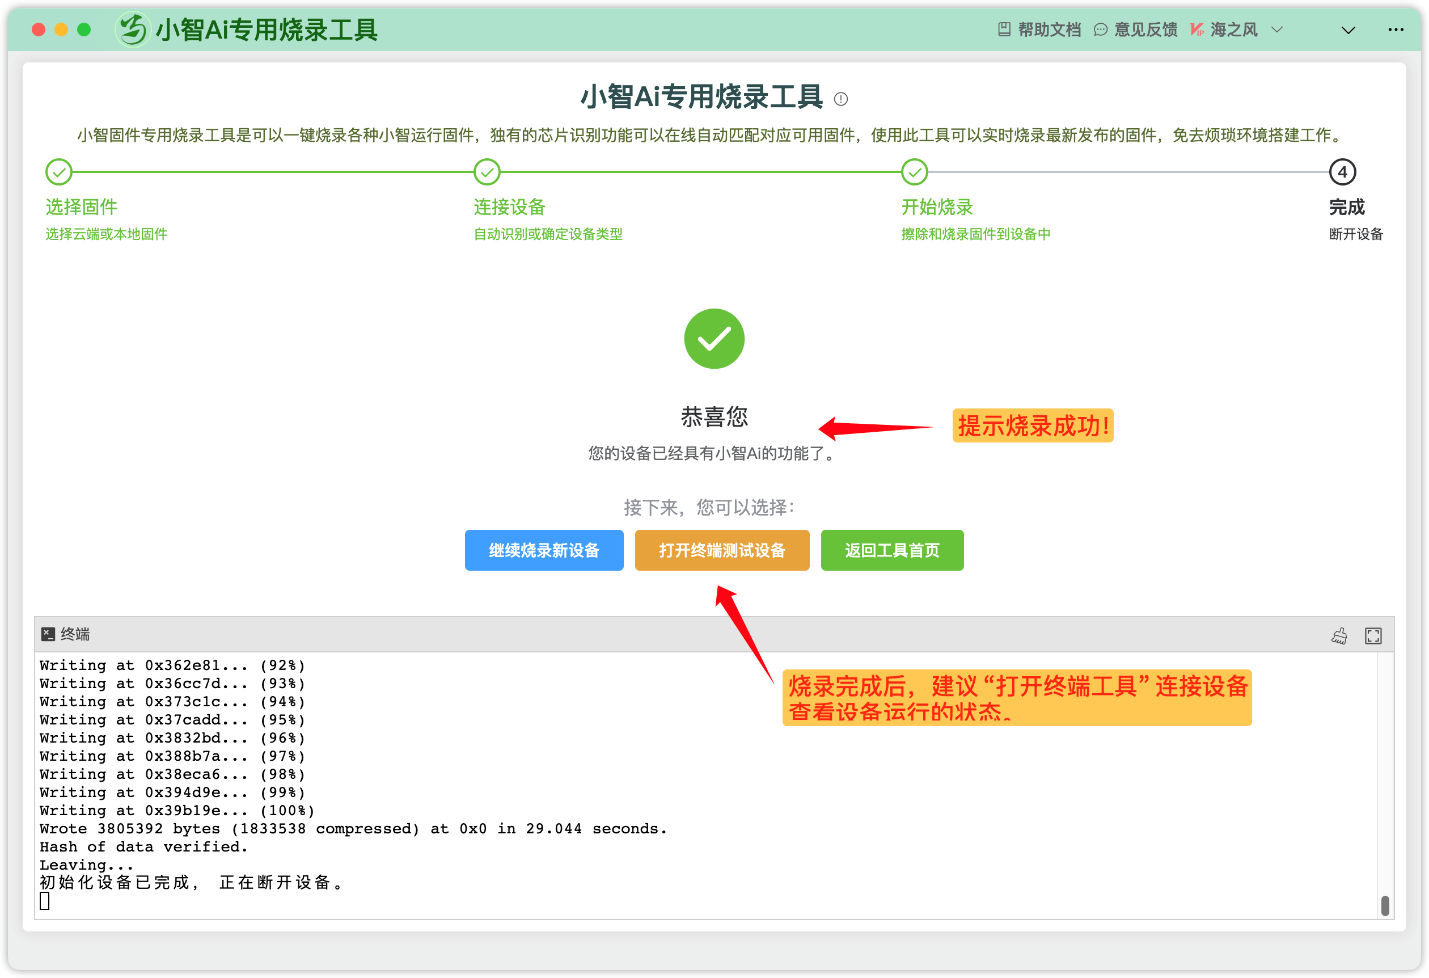 小智Ai专用烧录工具
帮助文档 意见反馈 海之风
小智Ai专用烧录工具
小智固件专用烧录工具是可以一键烧录各种小智运行固件，独有的芯片识别功能可以在线自动匹配对应可用固件，使用此工具可以实时烧录最新发布的固件，免去烦琐环境搭建工作。
4
选择固件 连接设备 开始烧录 完成
选择云端或本地固件 自动识别或确定设备类型 擦除和烧录固件到设备中 断开设备
恭喜您
提示烧录成功!
您的设备已经具有小智Ai的功能了。
接下来，您可以选择：
继续烧录新设备 打开终端测试设备 返回工具首页
终端
烧录完成后，建议“打开终端工具”连接设备
查看设备运行的状态。
Writing at 0x362e81... (92%)
Writing at 0x36cc7d... (93%)
Writing at 0x373c1c... (94%)
Writing at 0x37cadd... (95%)
Writing at 0x3832bd... (96%)
Writing at 0x388b7a... (97%)
Writing at 0x38eca6... (98%)
Writing at 0x394d9e... (99%)
Writing at 0x39b19e... (100%)
Wrote 3805392 bytes (1833538 compressed) at 0x0 in 29.044 seconds.
Hash of data verified.
Leaving...
初始化设备已完成， 正在断开设备。